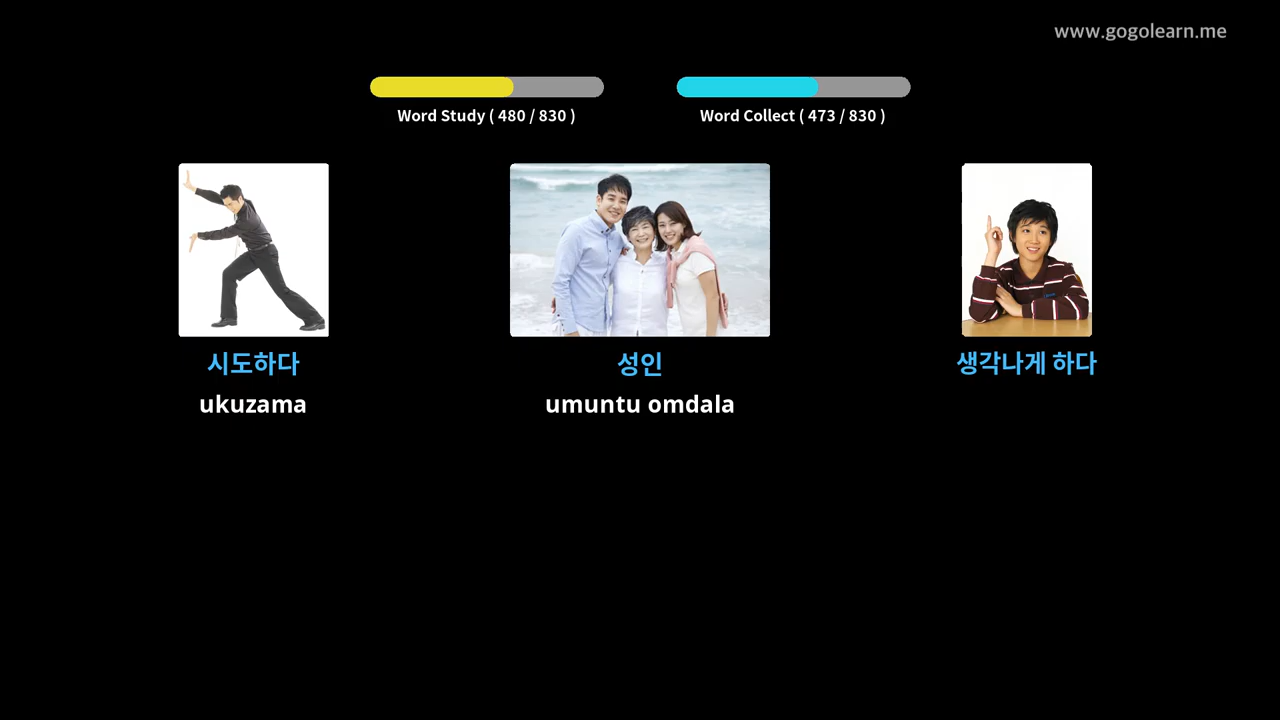 www.gogolearn.me
Word Study ( 480 / 830 )
Word Collect ( 473 / 830 )
시도하다
성인
생각나게 하다
ukuzama
umuntu omdala